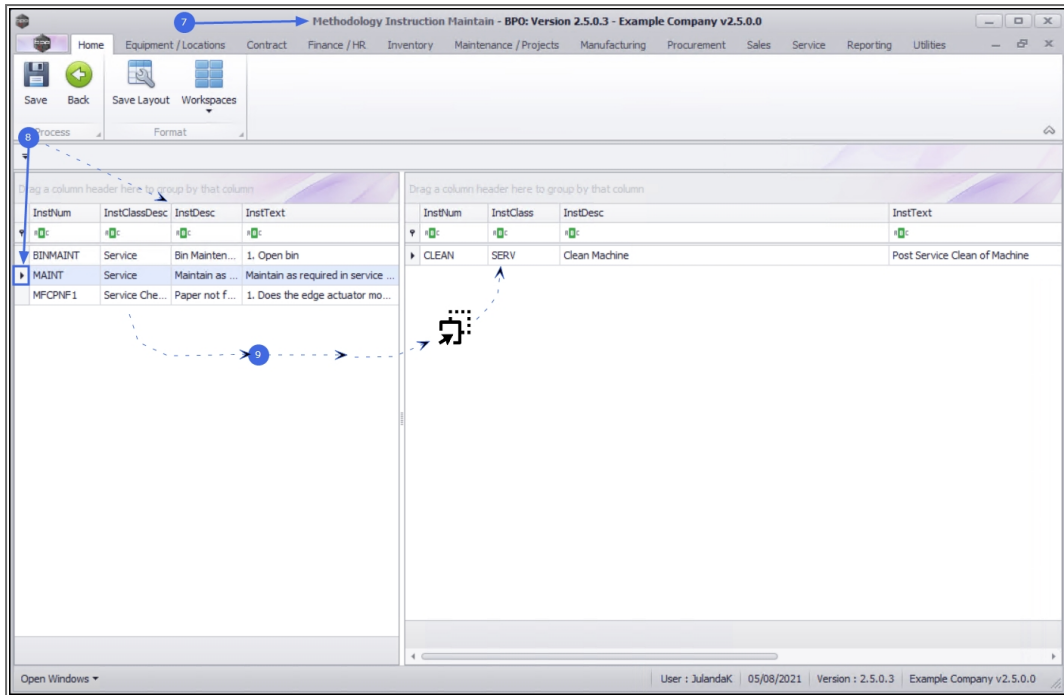 7
Methodology Instruction Maintain - BPO: Version 2.5.0.3 - Example Company v2.5.0.0
Home Equipment / Locations Contract Finance / HR Inventory Maintenance / Projects Manufacturing Procurement Sales Service Reporting Utilities
Save Back Save Layout Workspaces
Process Format
8
Drag a column header here to group by that column Drag a column header here to group by that column
InstNum InstClassDesc InstDesc InstText InstNum InstClass InstDesc InstText
BINMAINT Service Bin Mainten... 1. Open bin CLEAN SERV Clean Machine Post Service Clean of Machine
MAINT Service Maintain as ... Maintain as required in service ...
MFCPNF1 Service Che... Paper not f... 1. Does the edge actuator mo...
9
Open Windows User : JulandaK 05/08/2021 Version : 2.5.0.3 Example Company v2.5.0.0